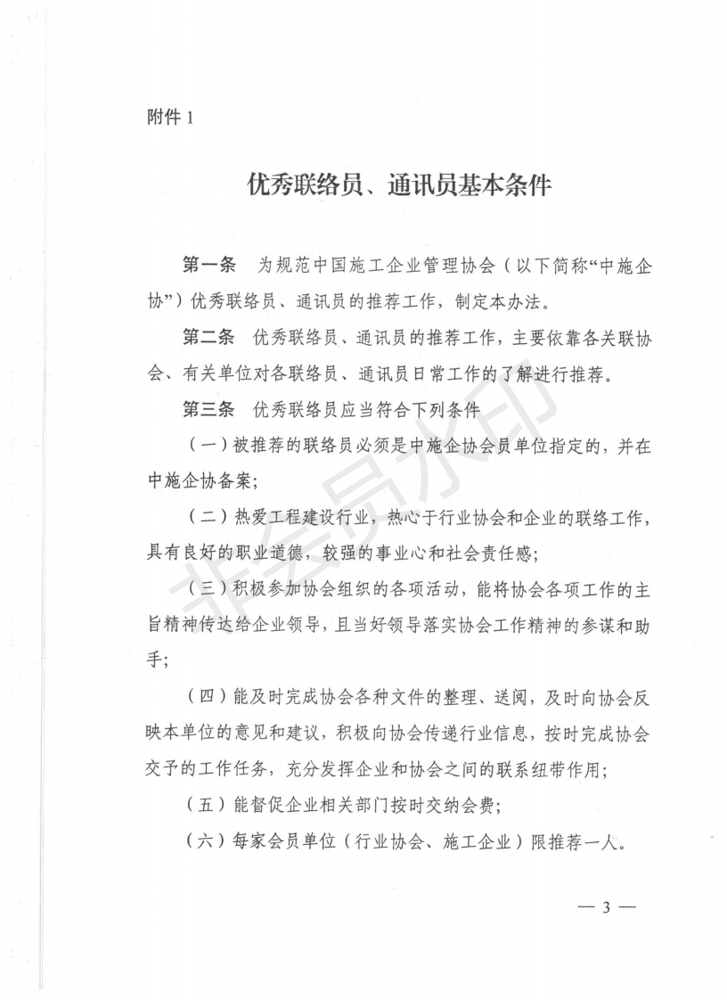 附件 1
优秀联络员、通讯员基本条件
第一条 为规范中国施工企业管理协会（以下简称“中施企
协”）优秀联络员、通讯员的推荐工作，制定本办法。
第二条 优秀联络员、通讯员的推荐工作，主要依靠各关联协
会、有关单位对各联络员、通讯员日常工作的了解进行推荐。
第三条 优秀联络员应当符合下列条件
（一）被推荐的联络员必须是中施企协会员单位指定的，并在
中施企协备案；
（二）热爱工程建设行业，热心于行业协会和企业的联络工作，
具有良好的职业道德，较强的事业心和社会责任感；
（三）积极参加协会组织的各项活动，能将协会各项工作的主
旨精神传达给企业领导，且当好领导落实协会工作精神的参谋和助
手；
（四）能及时完成协会各种文件的整理、送阅，及时向协会反
映本单位的意见和建议，积极向协会传递行业信息，按时完成协会
交予的工作任务，充分发挥企业和协会之间的联系纽带作用；
（五）能督促企业相关部门按时交纳会费；
（六）每家会员单位（行业协会、施工企业）限推荐一人。
— 3 —
非会员水印